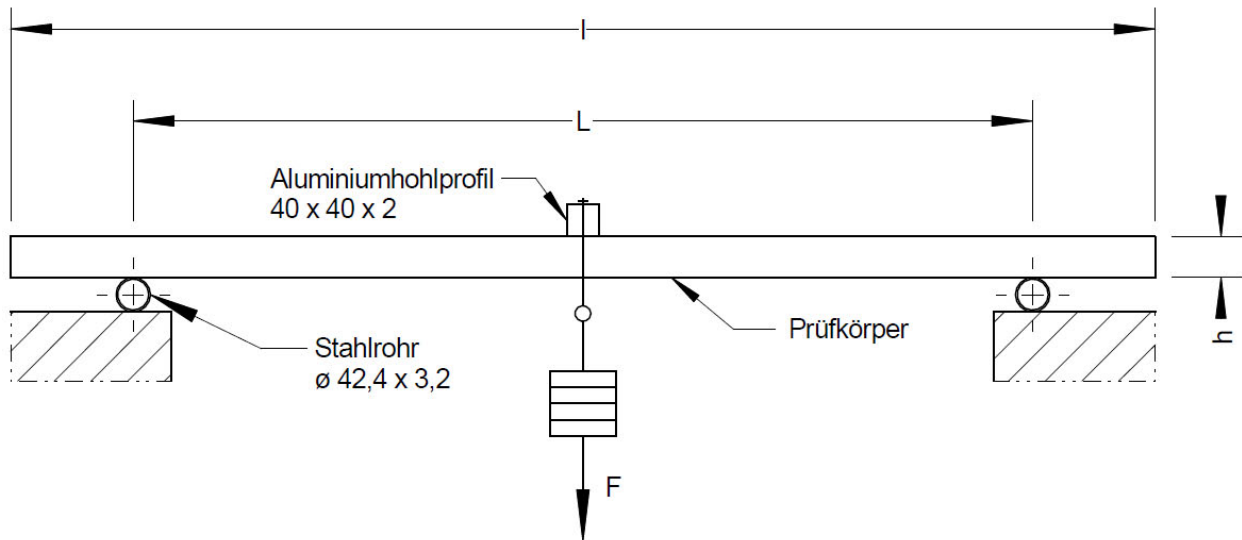 l
L
Aluminiumhohlprofil
40 x 40 x 2
Prüfkörper
h
Stahlrohr
ø 42,4 x 3,2
F